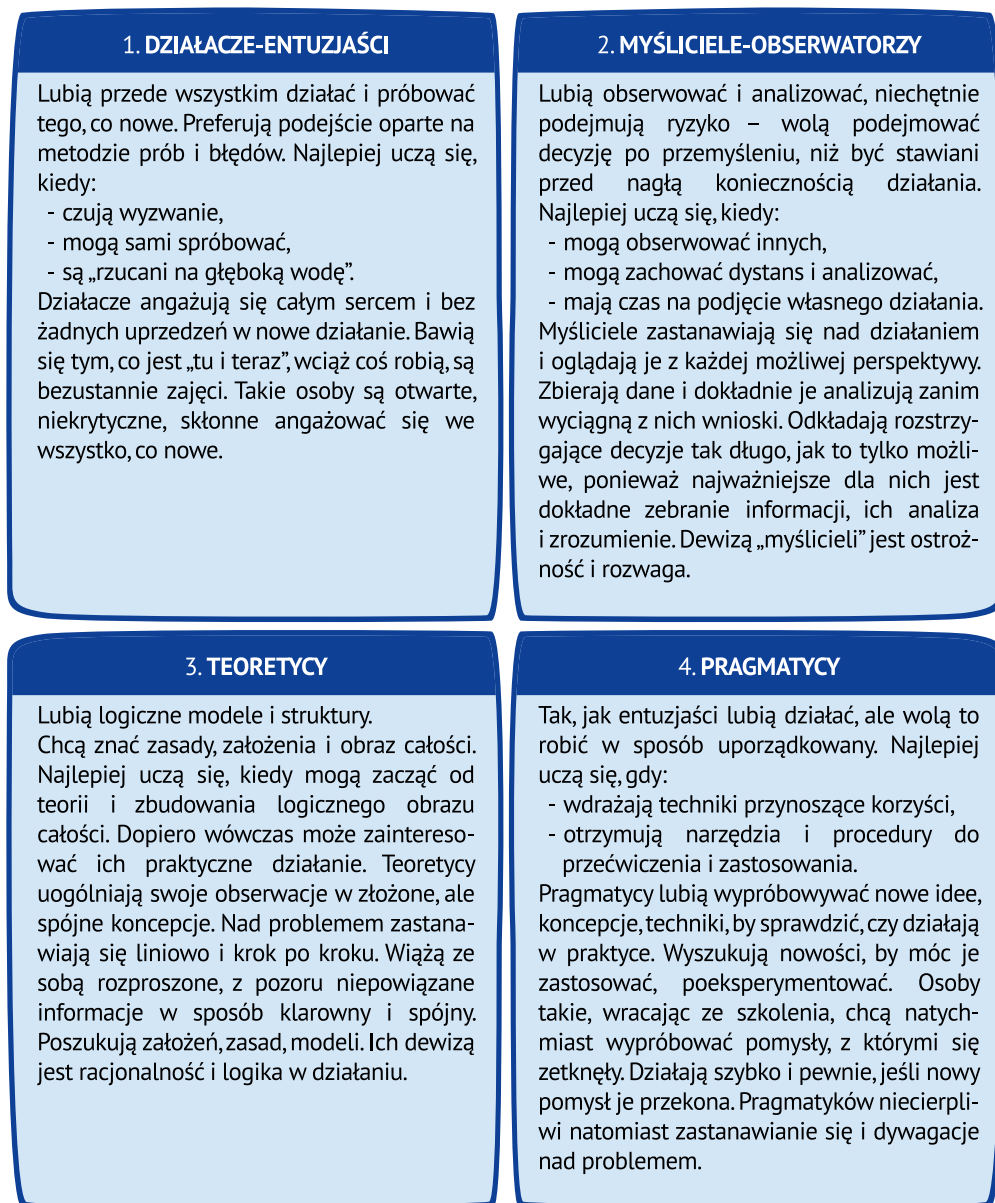 1. DZIAŁACZE-ENTUZJAŚCI
Lubią przede wszystkim działać i próbować
tego, co nowe. Preferują podejście oparte na
metodzie prób i błędów. Najlepiej uczą się,
kiedy:
- czują wyzwanie,
- mogą sami spróbować,
- są „rzucani na głęboką wodę”.
Działacze angażują się całym sercem i bez
żadnych uprzedzeń w nowe działanie. Bawią
się tym, co jest „tu i teraz”, wciąż coś robią, są
bezustannie zajęci. Takie osoby są otwarte,
niekrytyczne, skłonne angażować się we
wszystko, co nowe.
2. MYŚLICIELE-OBSERWATORZY
Lubią obserwować i analizować, niechętnie
podejmują ryzyko – wolą podejmować
decyzję po przemyśleniu, niż być stawiani
przed nagłą koniecznością działania.
Najlepiej uczą się, kiedy:
- mogą obserwować innych,
- mogą zachować dystans i analizować,
- mają czas na podjęcie własnego działania.
Myśliciele zastanawiają się nad działaniem
i oglądają je z każdej możliwej perspektywy.
Zbierają dane i dokładnie je analizują zanim
wyciągną z nich wnioski. Odkładają rozstrzy-
gające decyzje tak długo, jak to tylko możli-
we, ponieważ najważniejsze dla nich jest
dokładne zebranie informacji, ich analiza
i zrozumienie. Dewizą „myślicieli” jest ostroż-
ność i rozwaga.
3. TEORETYCY
Lubią logiczne modele i struktury.
Chcą znać zasady, założenia i obraz całości.
Najlepiej uczą się, kiedy mogą zacząć od
teorii i zbudowania logicznego obrazu
całości. Dopiero wówczas może zaintereso-
wać ich praktyczne działanie. Teoretycy
uogólniają swoje obserwacje w złożone, ale
spójne koncepcje. Nad problemem zastana-
wiają się liniowo i krok po kroku. Wiążą ze
sobą rozproszone, z pozoru niepowiązane
informacje w sposób klarowny i spójny.
Poszukują założeń, zasad, modeli. Ich dewizą
jest racjonalność i logika w działaniu.
4. PRAGMATYCY
Tak, jak entuzjaści lubią działać, ale wolą to
robić w sposób uporządkowany. Najlepiej
uczą się, gdy:
- wdrażają techniki przynoszące korzyści,
- otrzymują narzędzia i procedury do
przećwiczenia i zastosowania.
Pragmatycy lubią wypróbowywać nowe idee,
koncepcje, techniki, by sprawdzić, czy działają
w praktyce. Wyszukują nowości, by móc je
zastosować, poeksperymentować. Osoby
takie, wracając ze szkolenia, chcą natych-
miast wypróbować pomysły, z którymi się
zetknęły. Działają szybko i pewnie, jeśli nowy
pomysł je przekona. Pragmatyków niecierpli-
wi natomiast zastanawianie się i dywagacje
nad problemem.